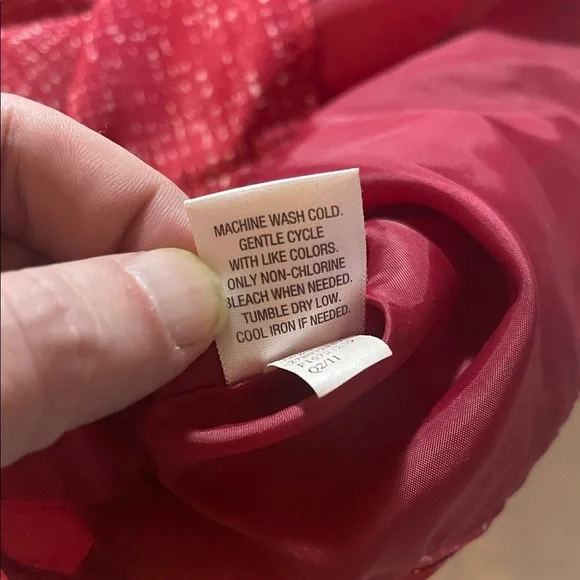 MACHINE WASH COLD.
GENTLE CYCLE
WITH LIKE COLORS.
ONLY NON-CHLORINE
BLEACH WHEN NEEDED.
TUMBLE DRY LOW.
COOL IRON IF NEEDED.
Q2/11